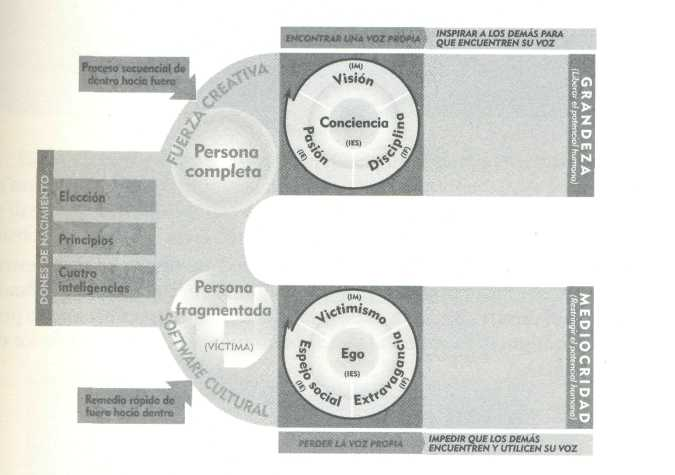 ENCONTRAR UNA VOZ PROPIA
INSPIRAR A LOS DEMÁS PARA
QUE ENCUENTREN SU VOZ
Proceso secuencial de
dentro hacia fuera
FUERZA CREATIVA
Persona
completa
(IM)
Visión
Conciencia
(IES)
Pasión
(IE)
Disciplina
(IF)
GRANDEZA
(Liberar el potencial humano)
DONES DE NACIMIENTO
Elección
Principios
Cuatro
inteligencias
Persona
fragmentada
(VÍCTIMA)
SOFTWARE CULTURAL
(IM)
Victimismo
Ego
(IES)
Espejo social
(IE)
Extravagancia
(IF)
MEDIOCRIDAD
(Restringir el potencial humano)
Remedio rápido de
fuera hacia dentro
PERDER LA VOZ PROPIA
IMPEDIR QUE LOS DEMÁS
ENCUENTREN Y UTILICEN SU VOZ